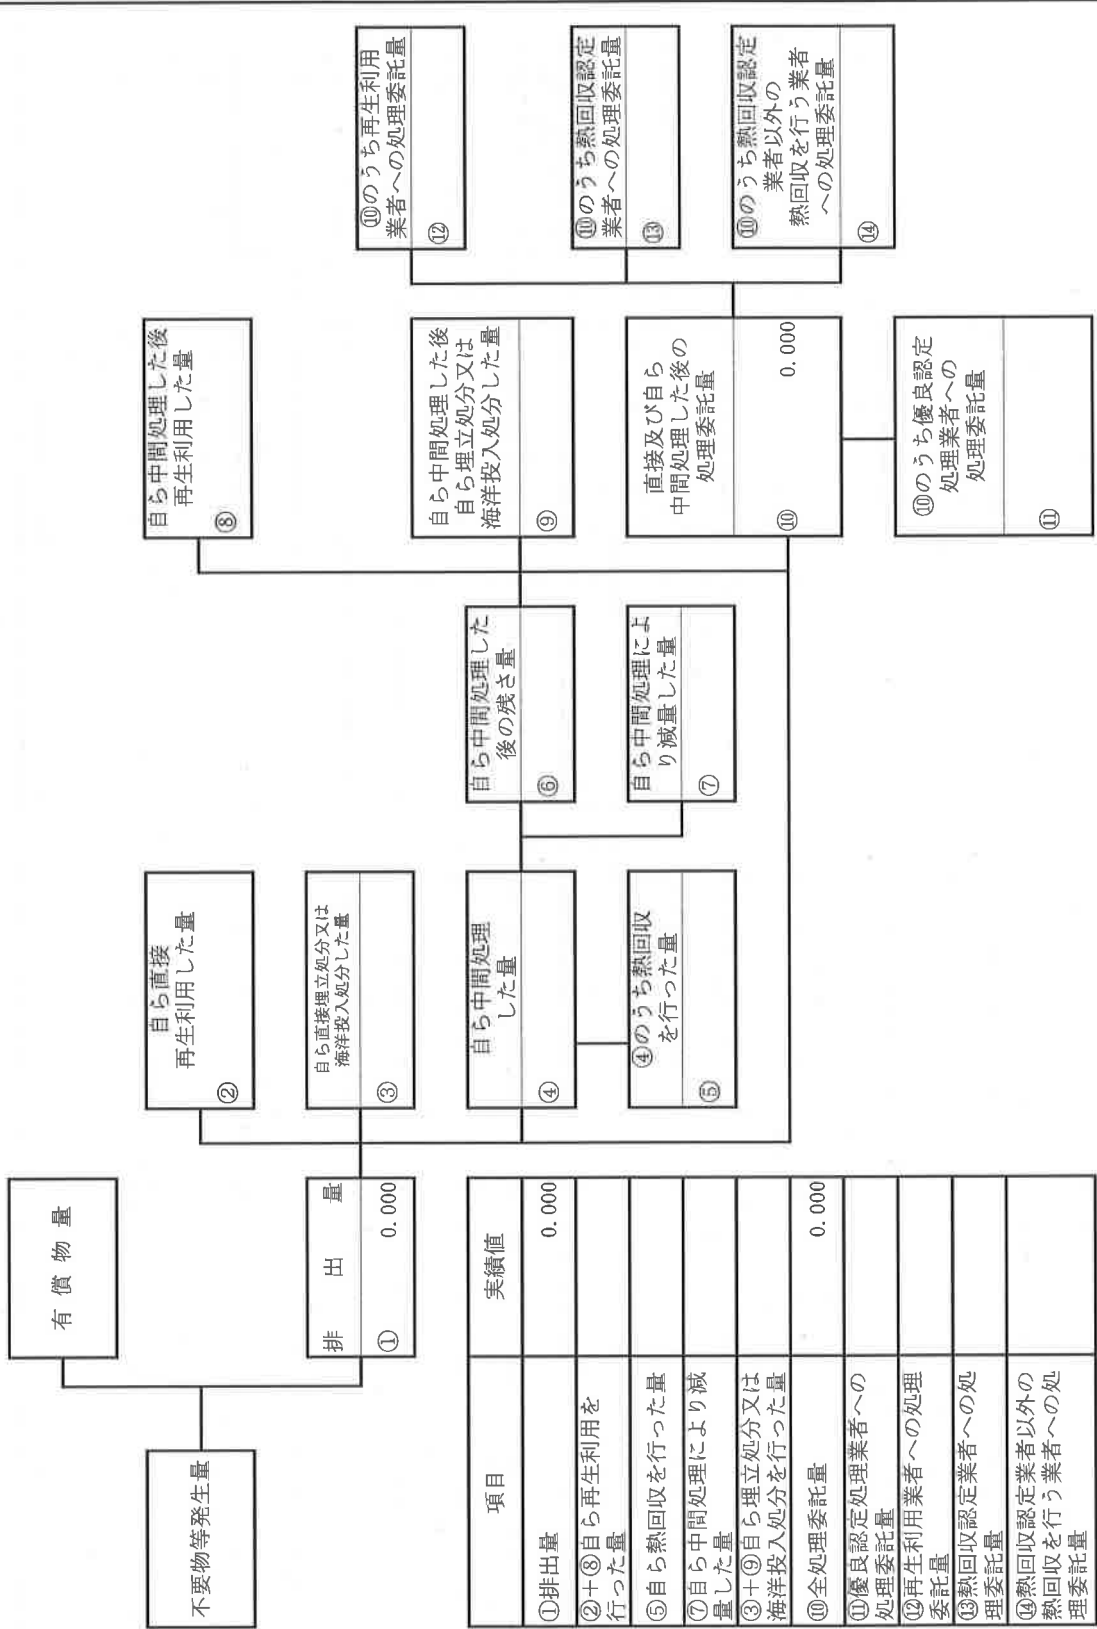 不要物等発生量
有償物量
排出量
① 0.000
自ら直接
再生利用した量
②
自ら直接埋立処分又は
海洋投入処分した量
③
自ら中間処理
した量
④
④のうち熱回収
を行った量
⑤
自ら中間処理した
後の残さ量
⑥
自ら中間処理によ
り減量した量
⑦
自ら中間処理した後
再生利用した量
⑧
自ら中間処理した後
自ら埋立処分又は
海洋投入処分した量
⑨
直接及び自ら
中間処理した後の
処理委託量
⑩ 0.000
⑩のうち優良認定
処理業者への
処理委託量
⑪
⑩のうち再生利用
業者への処理委託量
⑫
⑩のうち熱回収認定
業者への処理委託量
⑬
⑩のうち熱回収認定
業者以外の
熱回収を行う業者
への処理委託量
⑭
項目 実績値
①排出量 0.000
②+⑧自ら再生利用を
行った量
⑤自ら熱回収を行った量
⑦自ら中間処理により減
量した量
③+⑨自ら埋立処分又は
海洋投入処分を行った量
⑩全処理委託量 0.000
⑪優良認定処理業者への
処理委託量
⑫再生利用業者への処理
委託量
⑬熱回収認定業者への処
理委託量
⑭熱回収認定業者以外の
熱回収を行う業者への処
理委託量